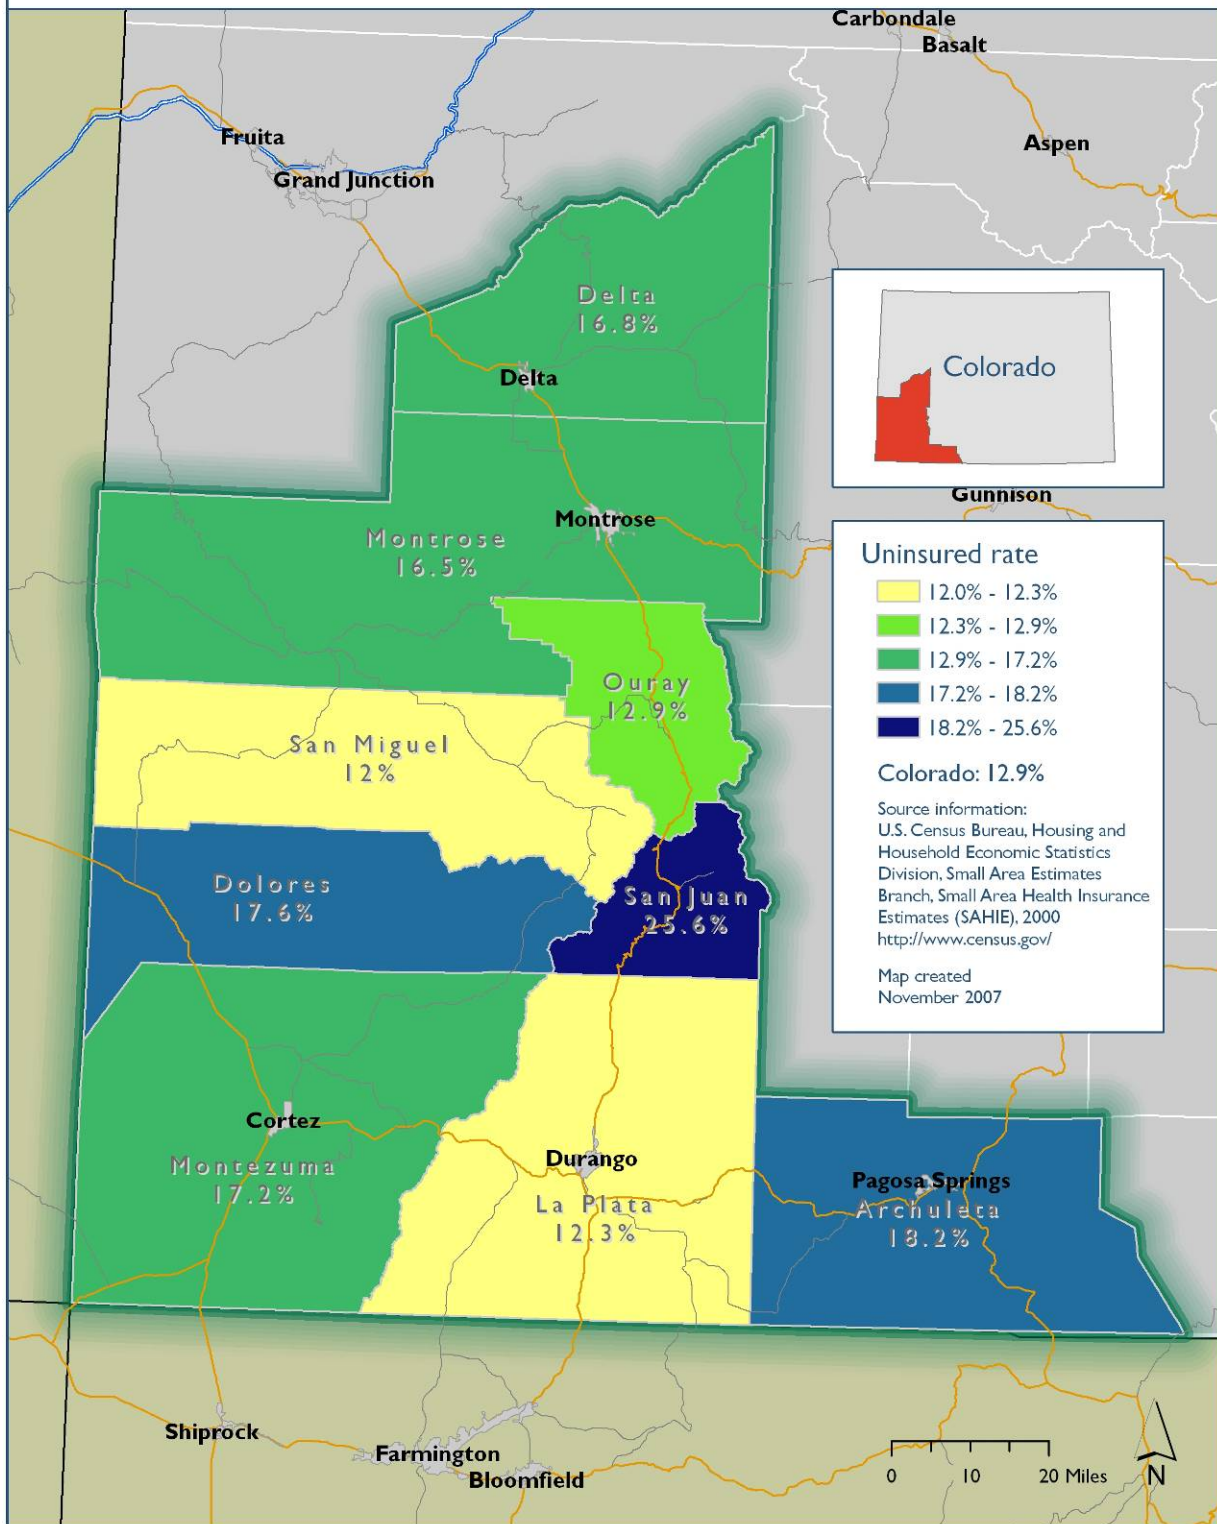 Carbondale
Basalt
Fruita
Aspen
Grand Junction
Delta
16.8%
Delta
Colorado
Gunnison
Montrose
Montrose
16.5%
Uninsured rate
12.0% - 12.3%
12.3% - 12.9%
12.9% - 17.2%
17.2% - 18.2%
18.2% - 25.6%
Colorado: 12.9%
Source information:
U.S. Census Bureau, Housing and
Household Economic Statistics
Division, Small Area Estimates
Branch, Small Area Health Insurance
Estimates (SAHIE), 2000
http://www.census.gov/
Map created
November 2007
Ouray
12.9%
San Miguel
12%
Dolores
17.6%
San Juan
25.6%
Cortez
Montezuma
17.2%
Durango
La Plata
12.3%
Pagosa Springs
Archuleta
18.2%
Shiprock
Farmington
Bloomfield
0 10 20 Miles
N